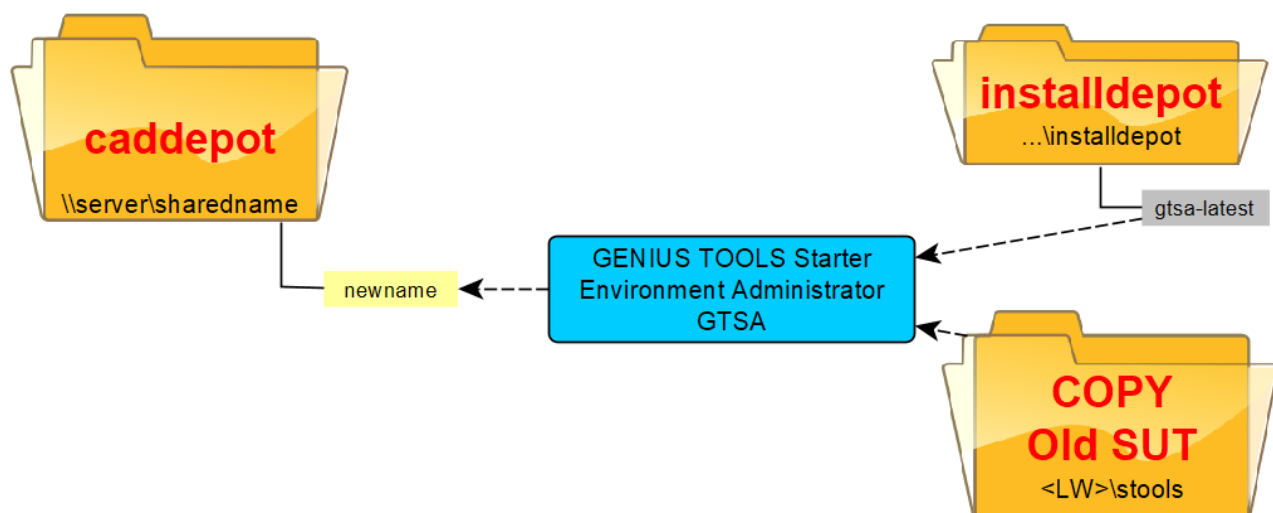 caddepot
\\server\sharedname
newname
GENIUS TOOLS Starter
Environment Administrator
GTSA
installdepot
...\installdepot
gtsa-latest
COPY
Old SUT
<LW>\stools